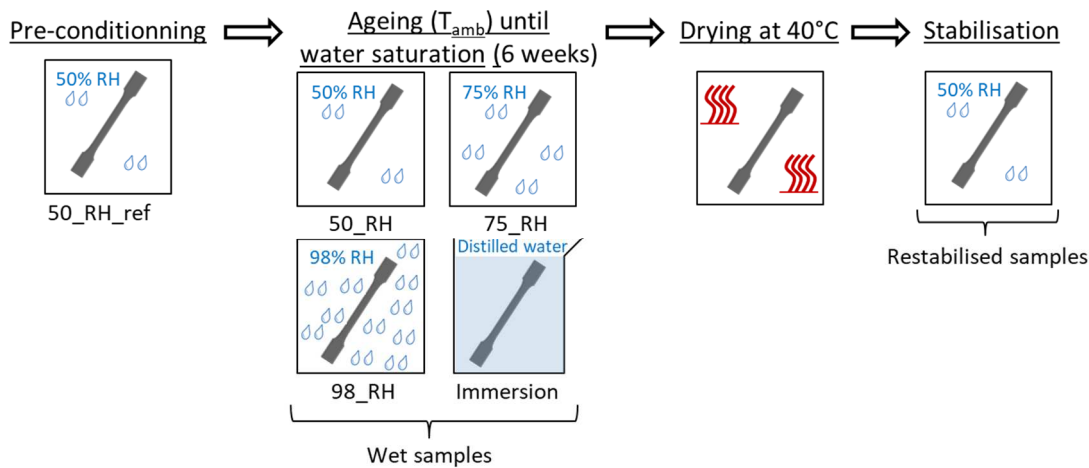 Pre-conditionning
50% RH
50_RH_ref
Ageing (Tamb) until
water saturation (6 weeks)
50% RH
75% RH
50_RH
75_RH
98% RH
Distilled water
98_RH
Immersion
Wet samples
Drying at 40°C
Stabilisation
50% RH
Restabilised samples